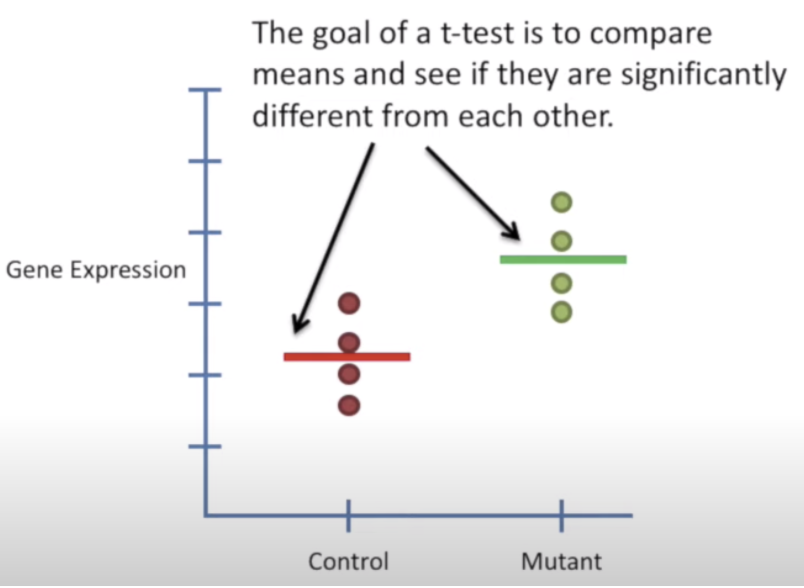 The goal of a t-test is to compare
means and see if they are significantly
different from each other.
Gene Expression
Control
Mutant